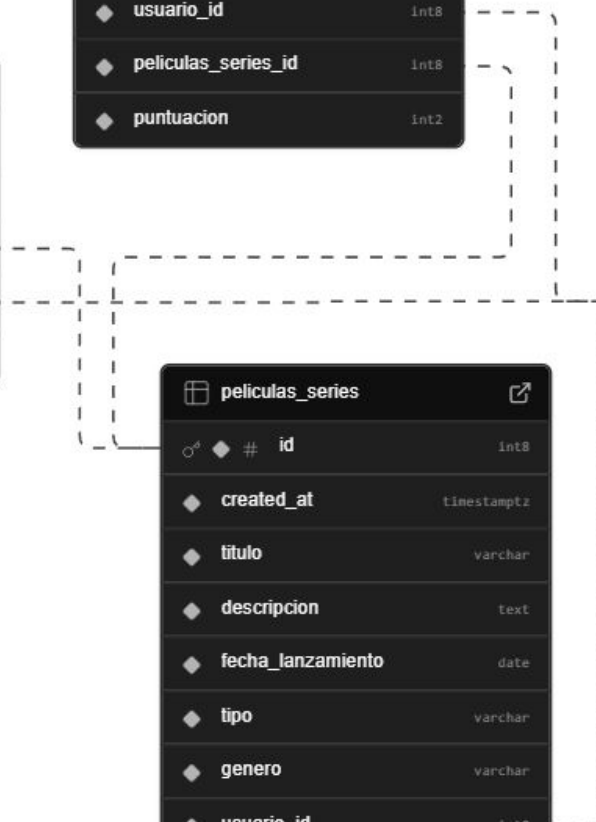 usuario_id int8
peliculas_series_id int8
puntuacion int2
peliculas_series
# id int8
created_at timestamptz
titulo varchar
descripcion text
fecha_lanzamiento date
tipo varchar
genero varchar
usuario_id